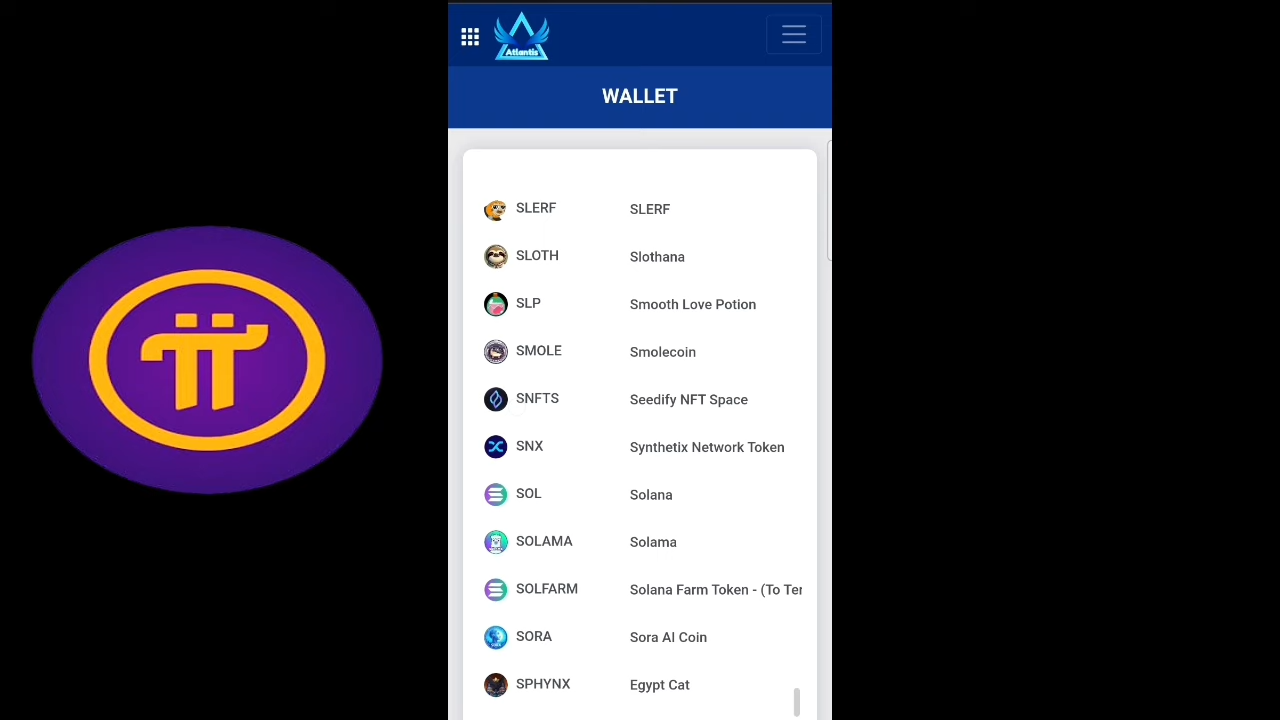 Atlantis
WALLET
SLERF SLERF
SLOTH Slothana
SLP Smooth Love Potion
SMOLE Smolecoin
SNFTS Seedify NFT Space
SNX Synthetix Network Token
SOL Solana
SOLAMA Solama
SOLFARM Solana Farm Token - (To Ter
SORA Sora AI Coin
SPHYNX Egypt Cat